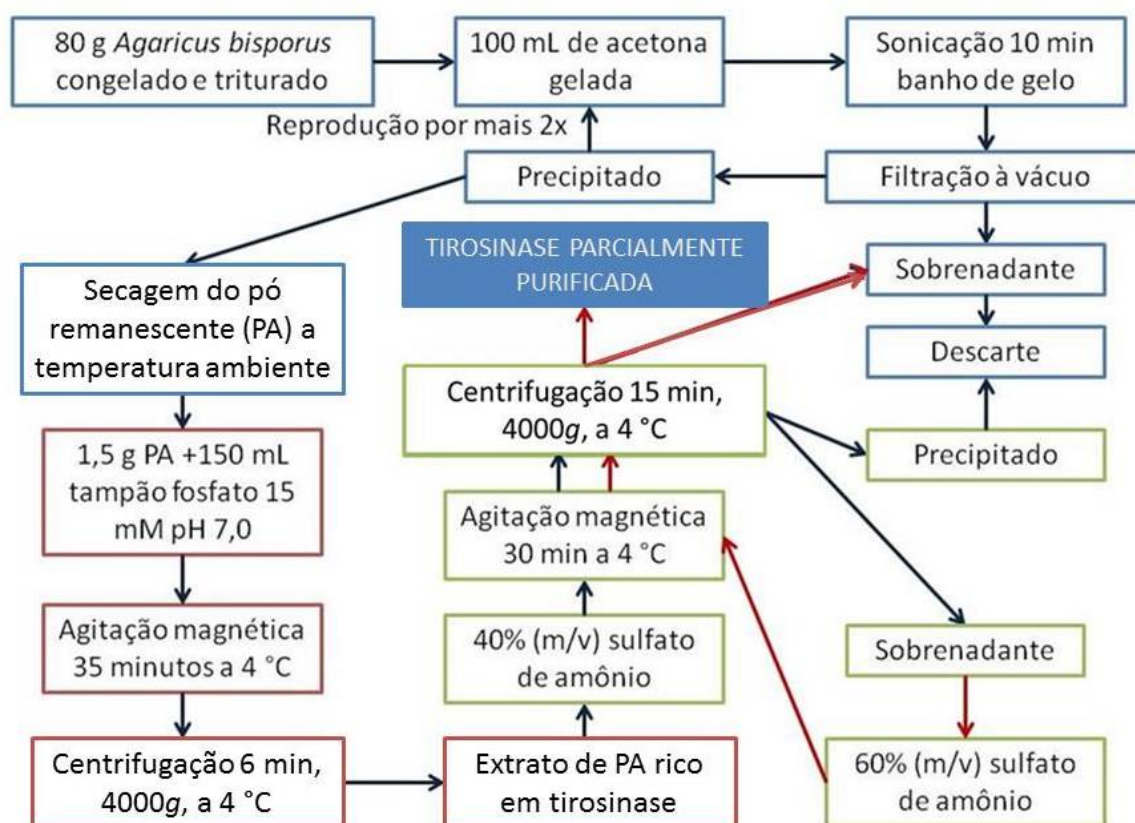 80 g Agaricus bisporus
congelado e triturado
100 mL de acetona
gelada
Sonicação 10 min
banho de gelo
Reprodução por mais 2x
Precipitado
Filtração à vácuo
TIROSINASE PARCIALMENTE
PURIFICADA
Sobrenadante
Secagem do pó
remanescente (PA) a
temperatura ambiente
Descarte
Centrifugação 15 min,
4000g, a 4 °C
Precipitado
1,5 g PA +150 mL
tampão fosfato 15
mM pH 7,0
Agitação magnética
30 min a 4 °C
Agitação magnética
35 minutos a 4 °C
40% (m/v) sulfato
de amônio
Sobrenadante
Centrifugação 6 min,
4000g, a 4 °C
Extrato de PA rico
em tirosinase
60% (m/v) sulfato
de amônio